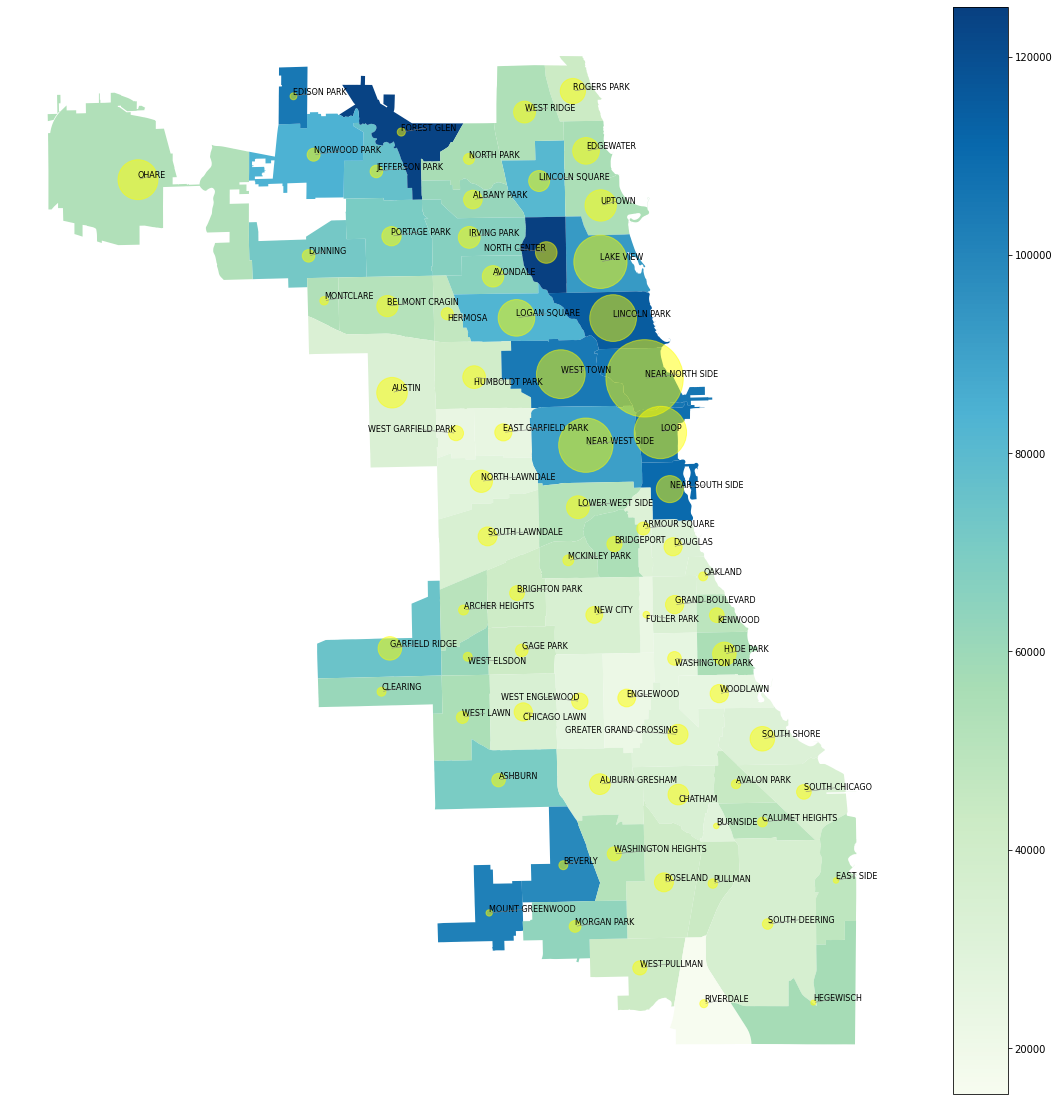 120000
ROGERS PARK
EDISON PARK
WEST RIDGE
FOREST GLEN
EDGEWATER
NORWOOD PARK
NORTH PARK
JEFFERSON PARK
OHARE
LINCOLN SQUARE
ALBANY PARK
UPTOWN
PORTAGE PARK
IRVING PARK
NORTH CENTER
DUNNING
LAKE VIEW
100000
AVONDALE
MONTCLARE
BELMONT CRAGIN
HERMOSA
LOGAN SQUARE
LINCOLN PARK
WEST TOWN
NEAR NORTH SIDE
HUMBOLDT PARK
AUSTIN
WEST GARFIELD PARK
EAST GARFIELD PARK
LOOP
NEAR WEST SIDE
80000
NORTH LAWNDALE
NEAR SOUTH SIDE
LOWER WEST SIDE
ARMOUR SQUARE
SOUTH LAWNDALE
BRIDGEPORT
DOUGLAS
MCKINLEY PARK
OAKLAND
BRIGHTON PARK
GRAND BOULEVARD
ARCHER HEIGHTS
NEW CITY
FULLER PARK
KENWOOD
GARFIELD RIDGE
GAGE PARK
HYDE PARK
60000
WEST ELSDON
WASHINGTON PARK
CLEARING
WOODLAWN
WEST ENGLEWOOD
ENGLEWOOD
WEST LAWN
CHICAGO LAWN
GREATER GRAND CROSSING
SOUTH SHORE
ASHBURN
AUBURN GRESHAM
AVALON PARK
SOUTH CHICAGO
CHATHAM
BURNSIDE
CALUMET HEIGHTS
40000
WASHINGTON HEIGHTS
BEVERLY
ROSELAND
PULLMAN
EAST SIDE
MOUNT GREENWOOD
MORGAN PARK
SOUTH DEERING
WEST PULLMAN
RIVERDALE
HEGEWISCH
20000